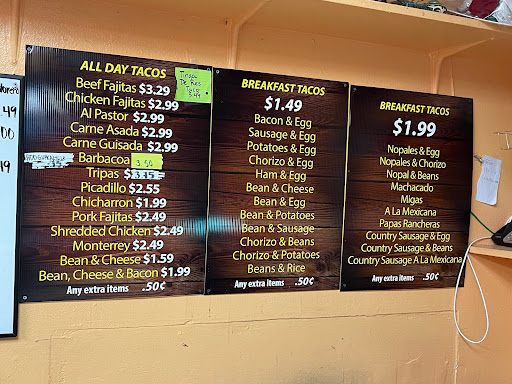 49
00
19
ALL DAY TACOS
Beef Fajitas $3.29
Chicken Fajitas $2.99
Al Pastor $2.99
Carne Asada $2.99
Carne Guisada $2.99
Barbacoa 3.50
Tripas $3.15
Picadillo $2.55
Chicharron $1.99
Pork Fajitas $2.49
Shredded Chicken $2.49
Monterrey $2.49
Bean & Cheese $1.59
Bean, Cheese & Bacon $1.99
Any extra items .50¢
De Res
BREAKFAST TACOS
$1.49
Bacon & Egg
Sausage & Egg
Potatoes & Egg
Chorizo & Egg
Ham & Egg
Bean & Cheese
Bean & Egg
Bean & Potatoes
Bean & Sausage
Chorizo & Beans
Chorizo & Potatoes
Beans & Rice
Any extra items .50¢
BREAKFAST TACOS
$1.99
Nopales & Egg
Nopales & Chorizo
Nopal & Beans
Machacado
Migas
A La Mexicana
Papas Rancheras
Country Sausage & Egg
Country Sausage & Beans
Country Sausage A La Mexicana
Any extra items .50¢